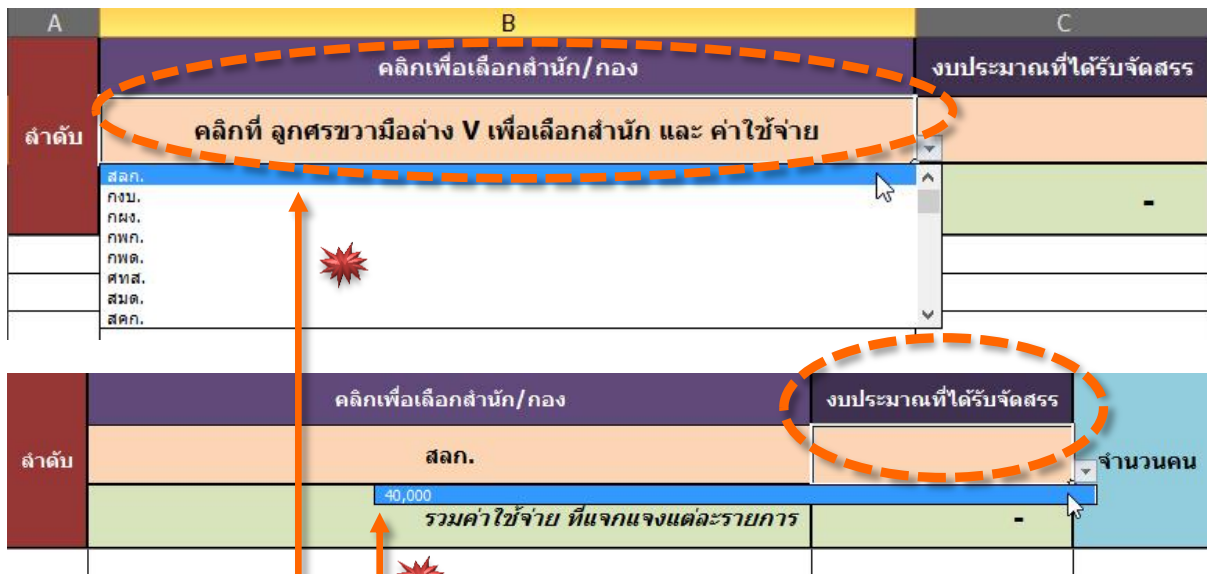 A B C
คลิกเพื่อเลือกสำนัก/กอง งบประมาณที่ได้รับจัดสรร
ลำดับ คลิกที่ ลูกศรขวามือล่าง V เพื่อเลือกสำนัก และ ค่าใช้จ่าย
สลก.
กงบ.
กผง.
-
กพก.
กพด.
ศทส.
สมด.
สคก.
คลิกเพื่อเลือกสำนัก/กอง งบประมาณที่ได้รับจัดสรร
ลำดับ สลก. จำนวนคน
40,000
รวมค่าใช้จ่าย ที่แจกแจงแต่ละรายการ -